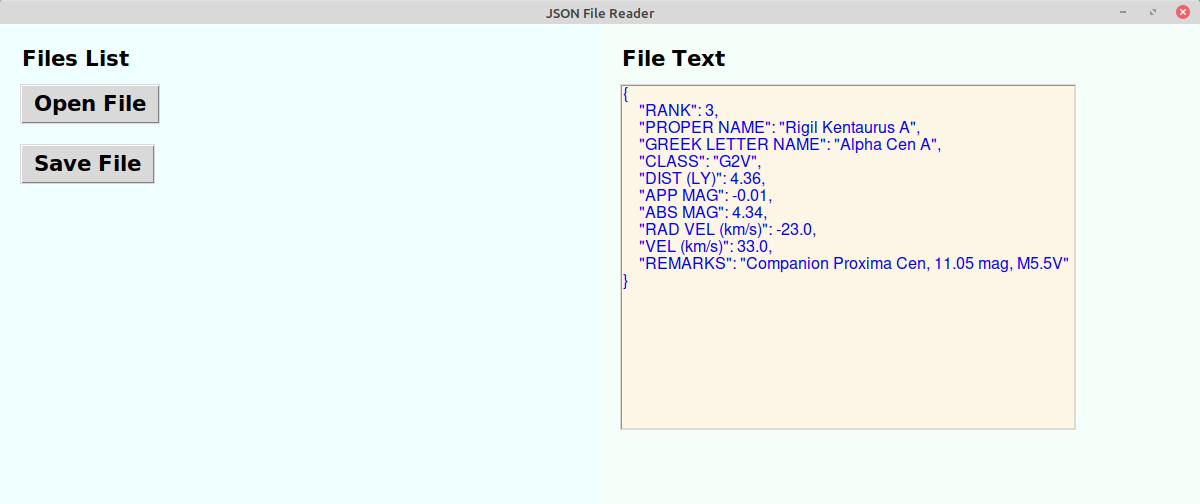 JSON File Reader
Files List
Open File
Save File
File Text
{
    "RANK": 3,
    "PROPER NAME": "Rigil Kentaurus A",
    "GREEK LETTER NAME": "Alpha Cen A",
    "CLASS": "G2V",
    "DIST (LY)": 4.36,
    "APP MAG": -0.01,
    "ABS MAG": 4.34,
    "RAD VEL (km/s)": -23.0,
    "VEL (km/s)": 33.0,
    "REMARKS": "Companion Proxima Cen, 11.05 mag, M5.5V"
}